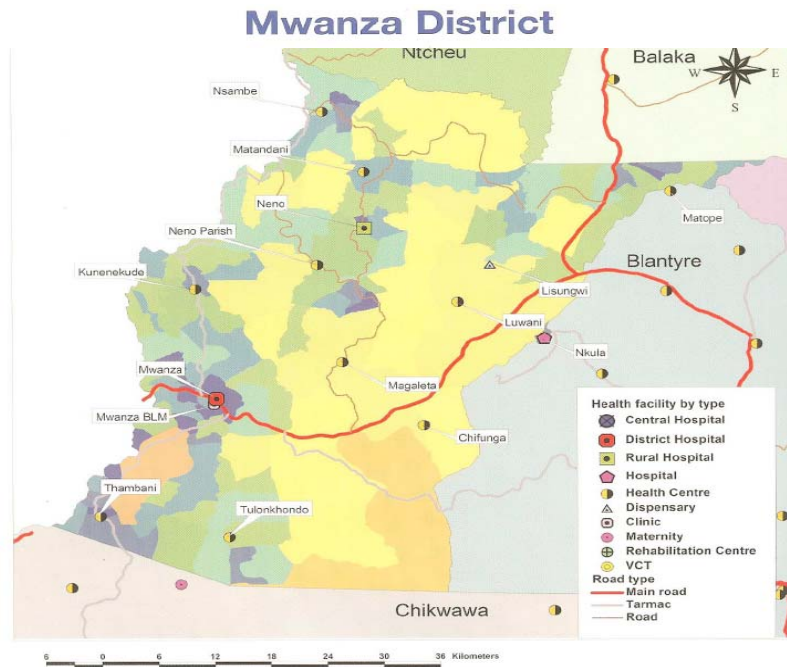 Mwanza District
Ntcheu
Balaka
W
E
S
Nsambe
Matandani
Neno
Matope
Neno Parish
Blantyre
Kunenekude
Lisungwi
Luwani
Nkula
Mwanza
Magaleta
Mwanza BLM
Chifunga
Thambani
Tulonkhondo
Chikwawa
Health facility by type
Central Hospital
District Hospital
Rural Hospital
Hospital
Health Centre
Dispensary
Clinic
Maternity
Rehabilitation Centre
VCT
Road type
Main road
Tarmac
Road
6 0 6 12 18 24 30 36 Kilometers